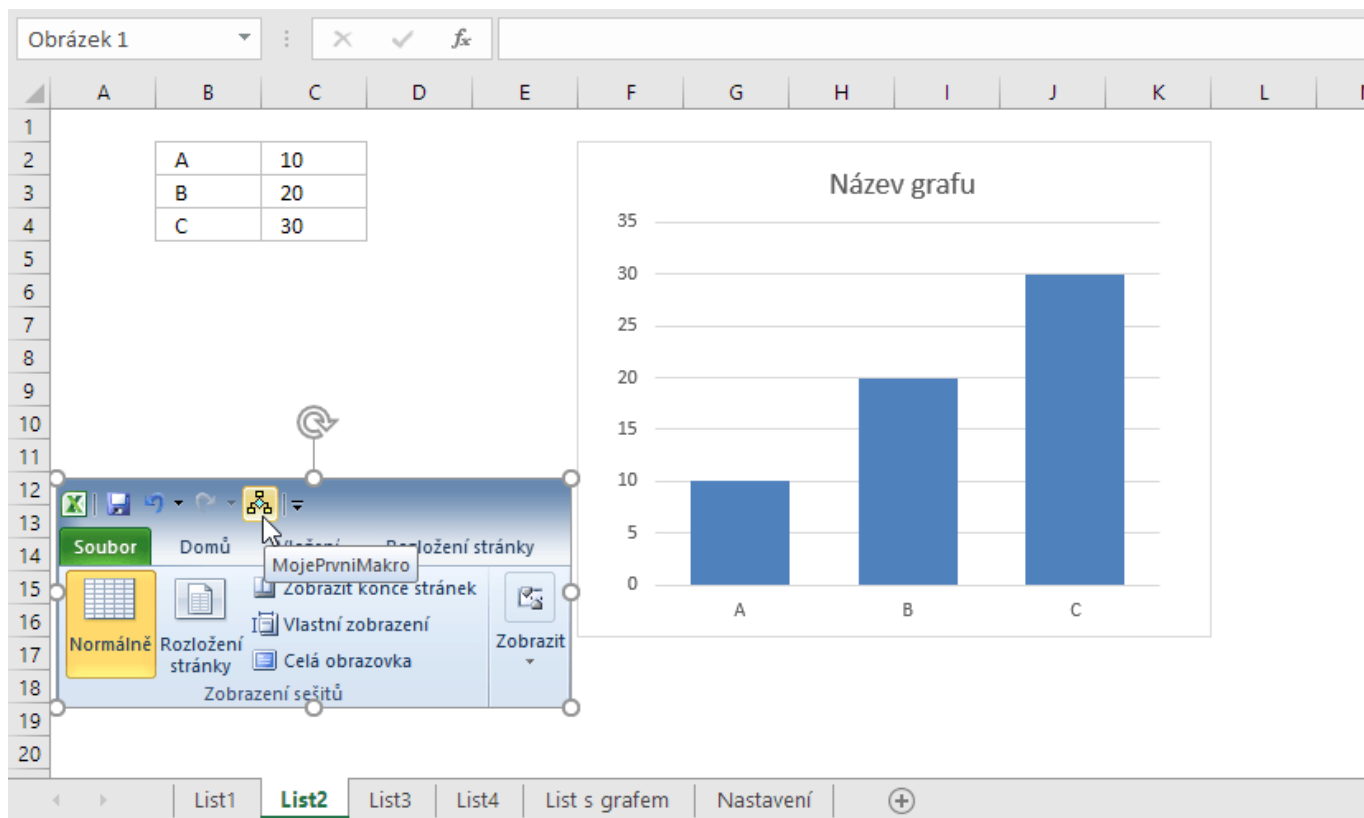 Obrázek 1 fx
A B C D E F G H I J K L
1
2 A 10
3 B 20
4 C 30
5
6
7
8
9
10
11
12
13
14
15
16
17
18
19
20
Název grafu
35
30
25
20
15
10
5
0
A B C
Soubor Domů Rozložení stránky
MojePrvniMakro
Zobrazit konce stránek
Vlastní zobrazení
Normálně Rozložení stránky Celá obrazovka Zobrazit
Zobrazení sešitů
List1 List2 List3 List4 List s grafem Nastavení